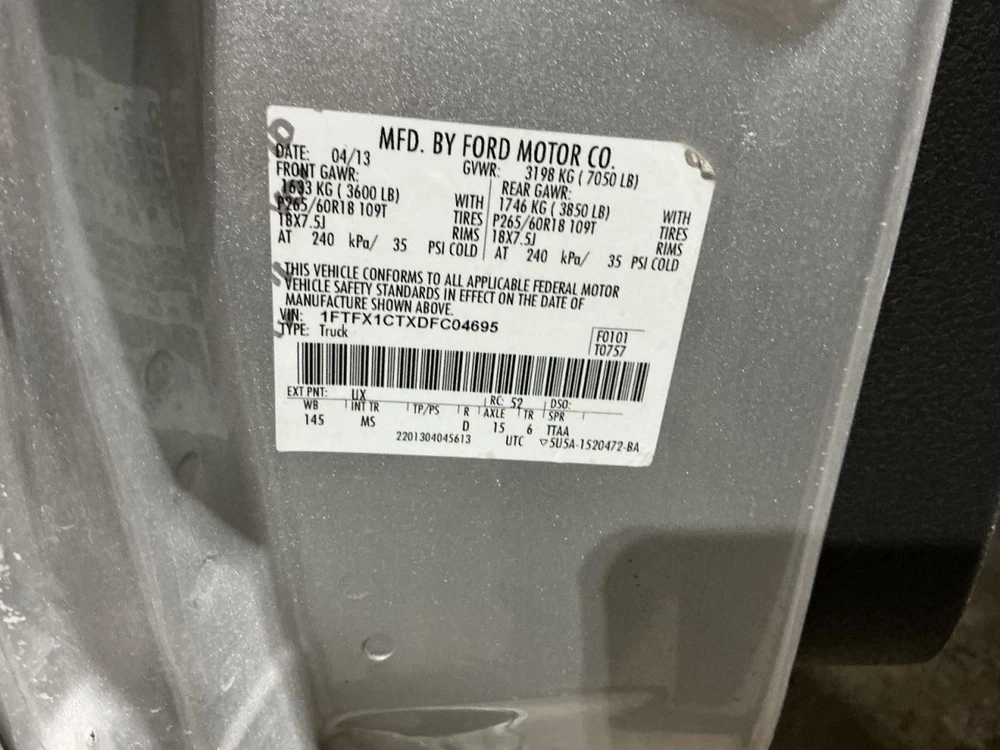 MFD. BY FORD MOTOR CO.
DATE: 04/13
GVWR: 3198 KG ( 7050 LB)
FRONT GAWR:
1633 KG ( 3600 LB)
P265/60R18 109T
18X7.5J
WITH
TIRES
RIMS
AT 240 kPa/ 35 PSI COLD
REAR GAWR:
1746 KG ( 3850 LB)
P265/60R18 109T
18X7.5J
WITH
TIRES
RIMS
AT 240 kPa/ 35 PSI COLD
THIS VEHICLE CONFORMS TO ALL APPLICABLE FEDERAL MOTOR
VEHICLE SAFETY STANDARDS IN EFFECT ON THE DATE OF
MANUFACTURE SHOWN ABOVE.
VIN: 1FTFX1CTXDFC04695
TYPE: Truck
F0101
T0757
EXT PNT: UX RC: 52 DSO:
WB INT TR TP/PS R AXLE TR SPR
145 MS D 15 6 TTAA
2201304045613 UTC ▽5U5A-1520472-BA